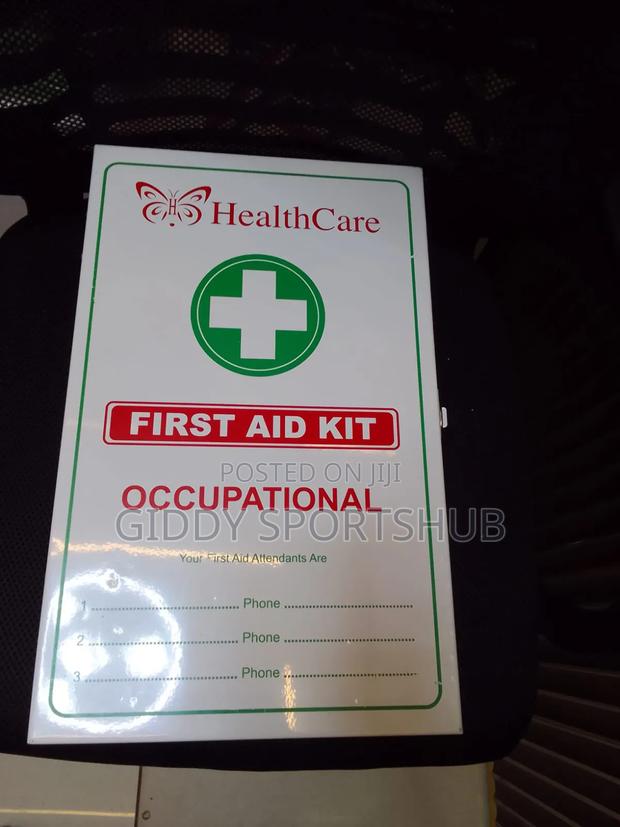 H HealthCare
FIRST AID KIT
POSTED ON JIJI
OCCUPATIONAL
GIDDY SPORTSHUB
Your First Aid Attendants Are
1 ........................................ Phone ........................................
2 ........................................ Phone ........................................
3 ........................................ Phone ........................................